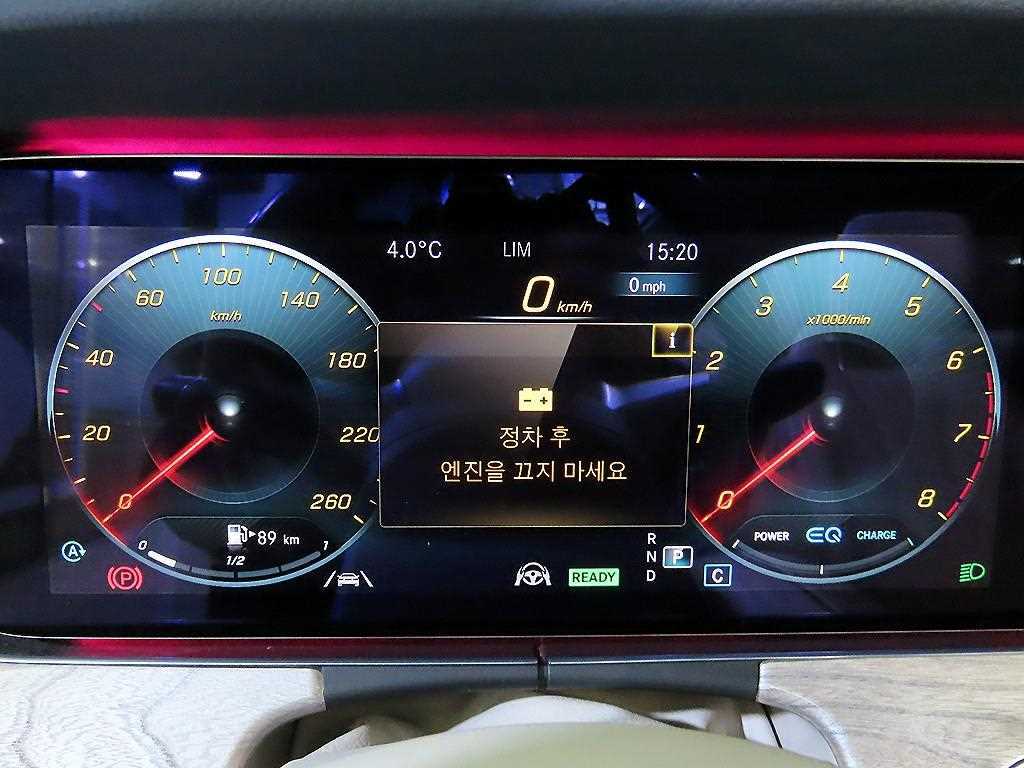 4.0°C LIM 15:20
0 km/h 0 mph
i
정차 후
엔진을 끄지 마세요
0 20 40 60 100 140 180 220 260
km/h
0 1 2 3 4 5 6 7 8
x1000/min
89 km
0 1/2 1
POWER EQ CHARGE
A
P
READY
R
N P
D
C